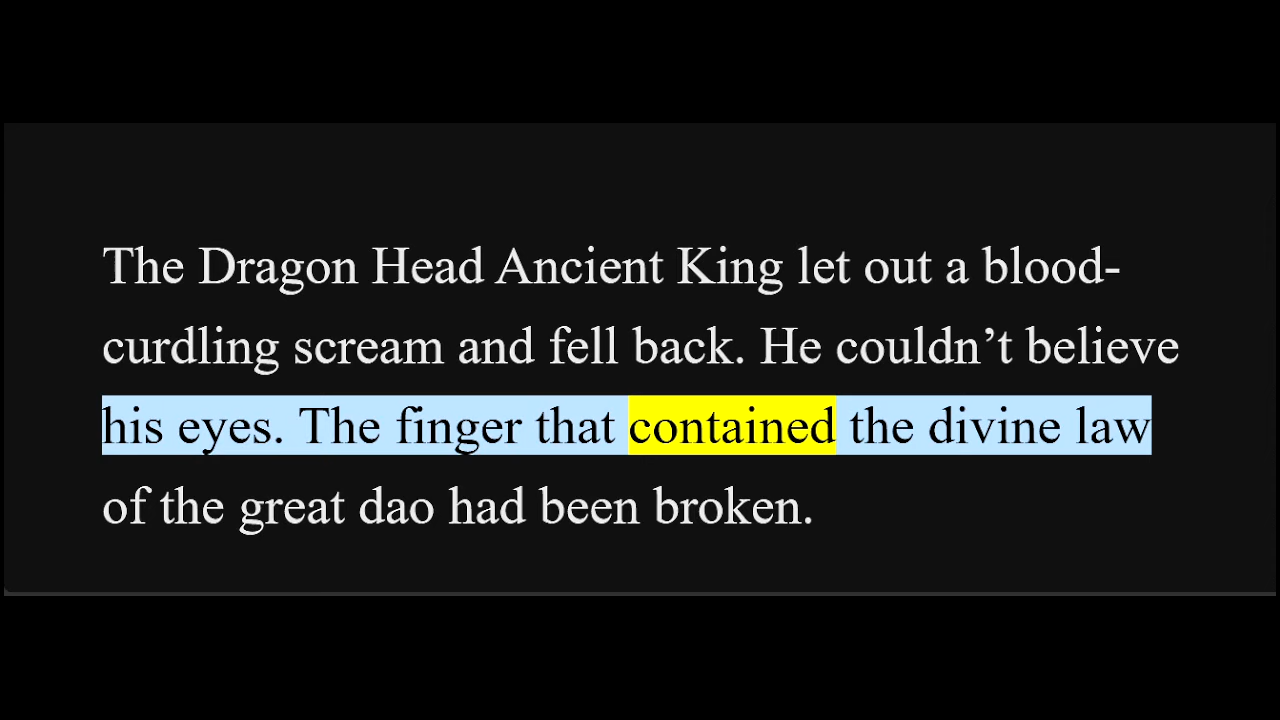 The Dragon Head Ancient King let out a blood-
curdling scream and fell back. He couldn’t believe
his eyes. The finger that contained the divine law
of the great dao had been broken.